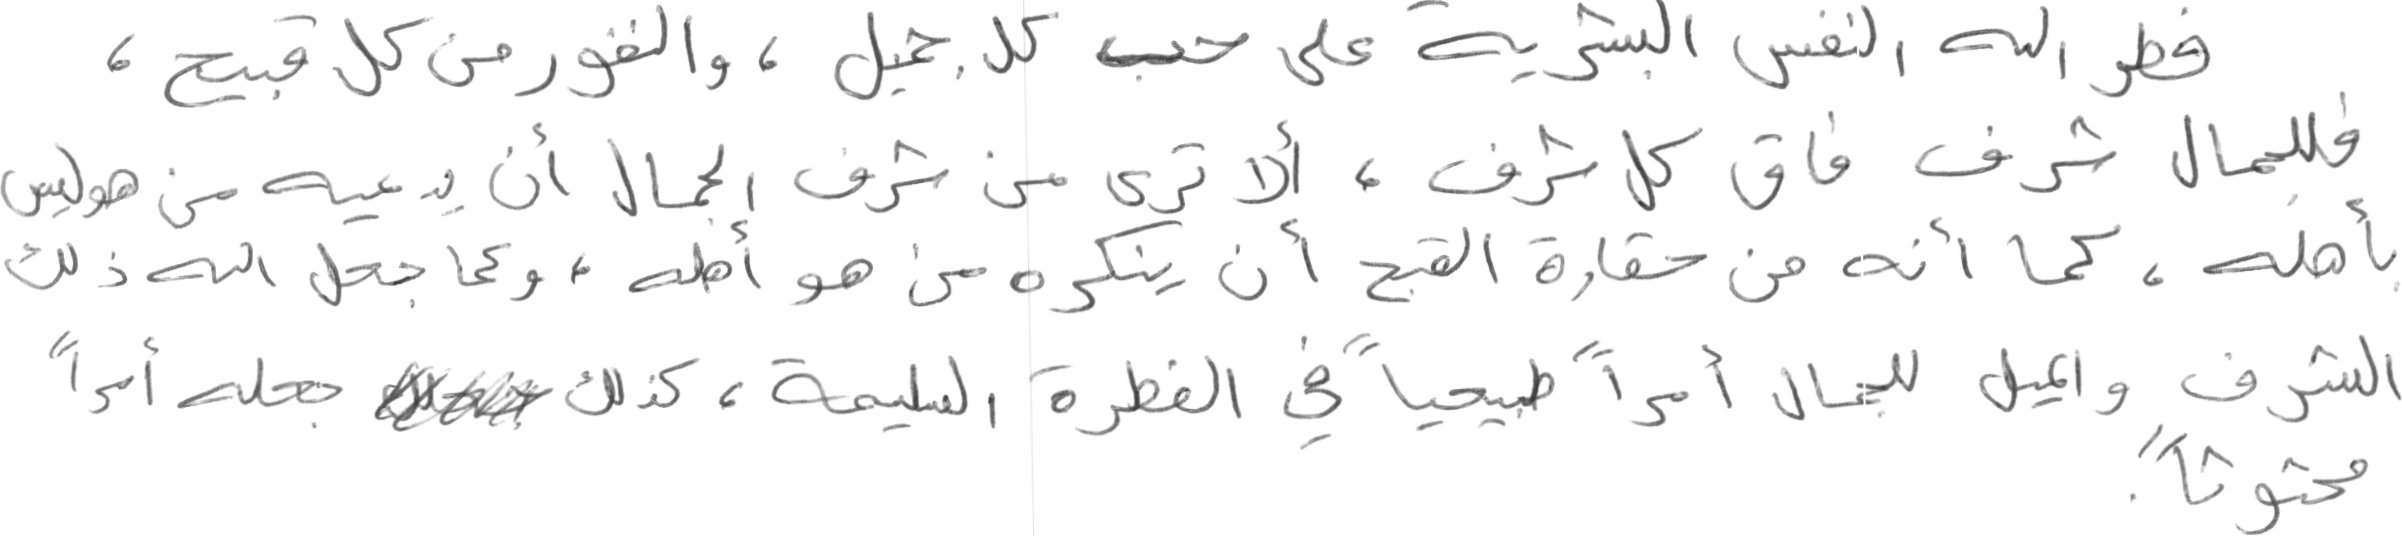 فطر الله النفس البشرية على حب كل جميل ، والنفور من كل قبيح ،
فللجمال شرف فاق كل شرف ، ألا ترى من شرف الجمال أن يدعيه من هو ليس
بأهله ، كما أنه من حقارة القبح أن ينكره من هو أهله ، وكما جعل الله ذلك
الشرف والميل للجمال أمراً طبيعياً في الفطرة السليمة ، كذلك جعله أمراً
محثوثاً .